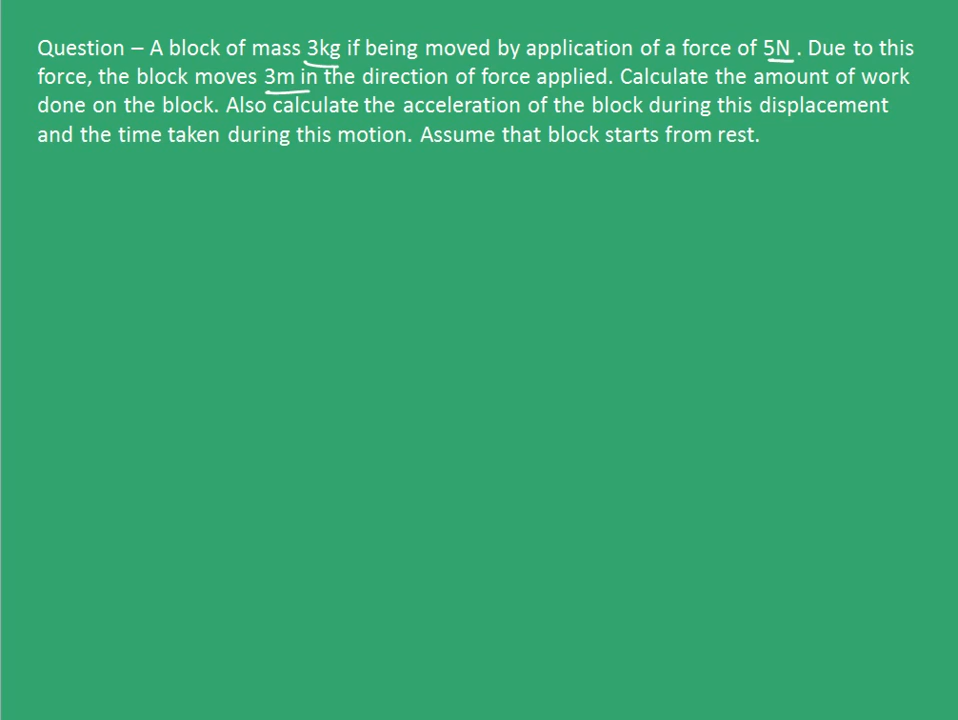 Question – A block of mass 3kg if being moved by application of a force of 5N . Due to this
force, the block moves 3m in the direction of force applied. Calculate the amount of work
done on the block. Also calculate the acceleration of the block during this displacement
and the time taken during this motion. Assume that block starts from rest.